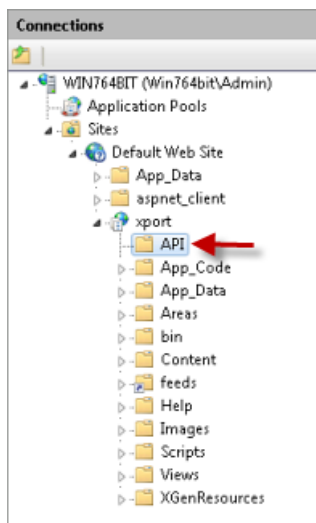 Connections
WIN764BIT (Win764bit\Admin)
Application Pools
Sites
Default Web Site
App_Data
aspnet_client
xport
API
App_Code
App_Data
Areas
bin
Content
feeds
Help
Images
Scripts
Views
XGenResources